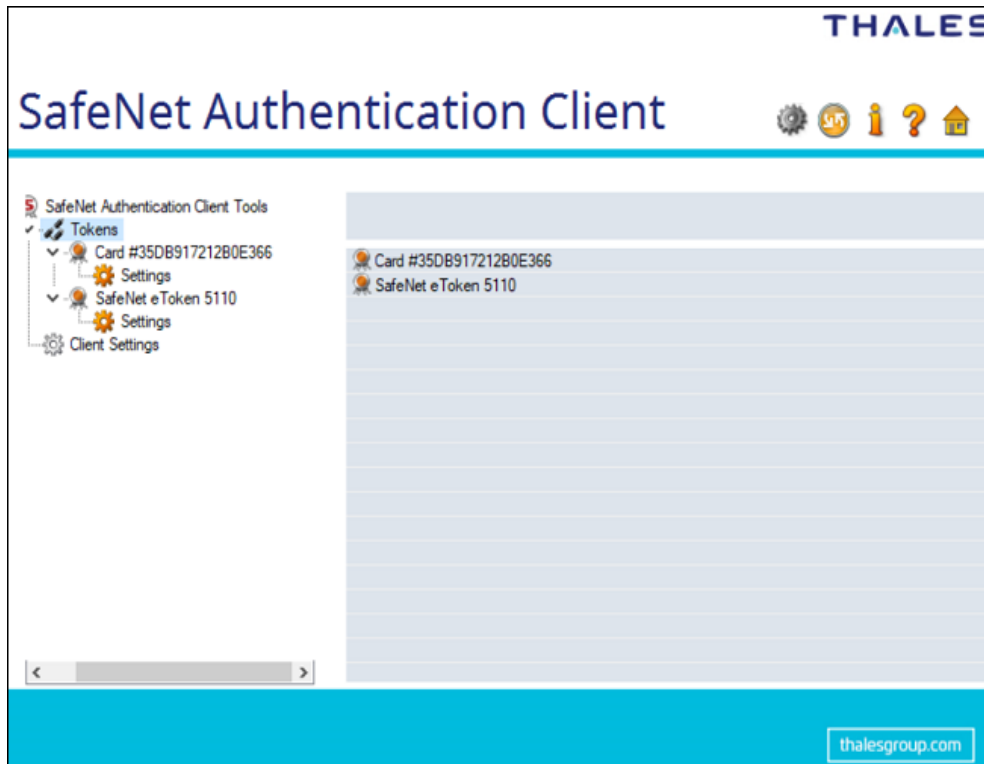 THALES
SafeNet Authentication Client
SafeNet Authentication Client Tools
Tokens
Card #35DB917212B0E366
Settings
SafeNet eToken 5110
Settings
Client Settings
Card #35DB917212B0E366
SafeNet eToken 5110
thalesgroup.com